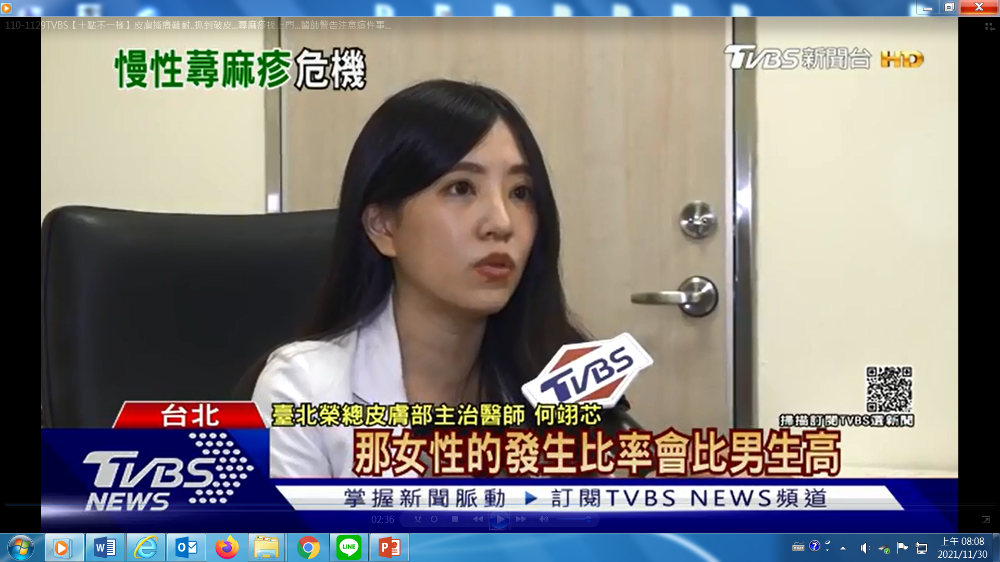 110-1129TVBS【十點不一樣】皮膚搔癢難耐..抓到破皮...蕁麻疹找上門...醫師警告注意這件事...
慢性蕁麻疹危機
TVBS新聞台 HD
TVBS
台北
臺北榮總皮膚部主治醫師 何翊芯
掃描訂閱TVBS選新聞
那女性的發生比率會比男生高
TVBS
NEWS
掌握新聞脈動 ▶ 訂閱TVBS NEWS頻道
02:36
LINE
上午 08:08
2021/11/30